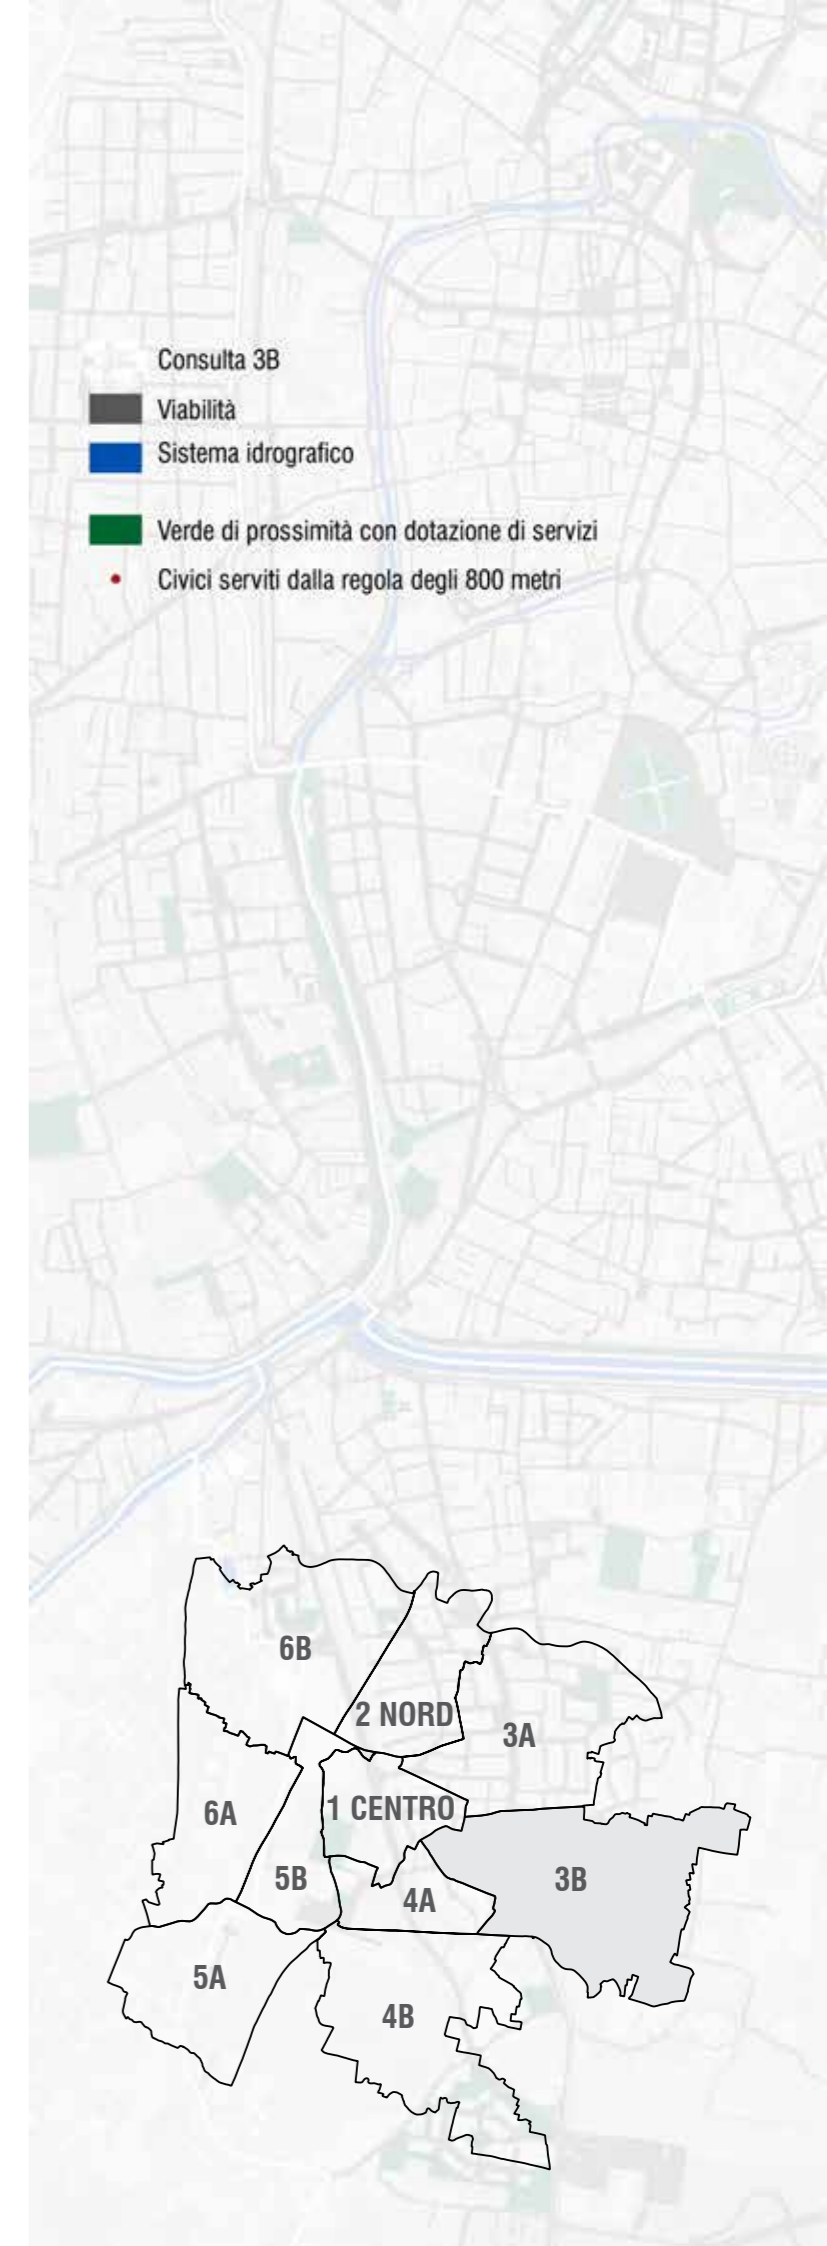 Consulta 3B
Viabilità
Sistema idrografico
Verde di prossimità con dotazione di servizi
Civici serviti dalla regola degli 800 metri
6B
2 NORD
3A
6A
1 CENTRO
5B
4A
3B
5A
4B